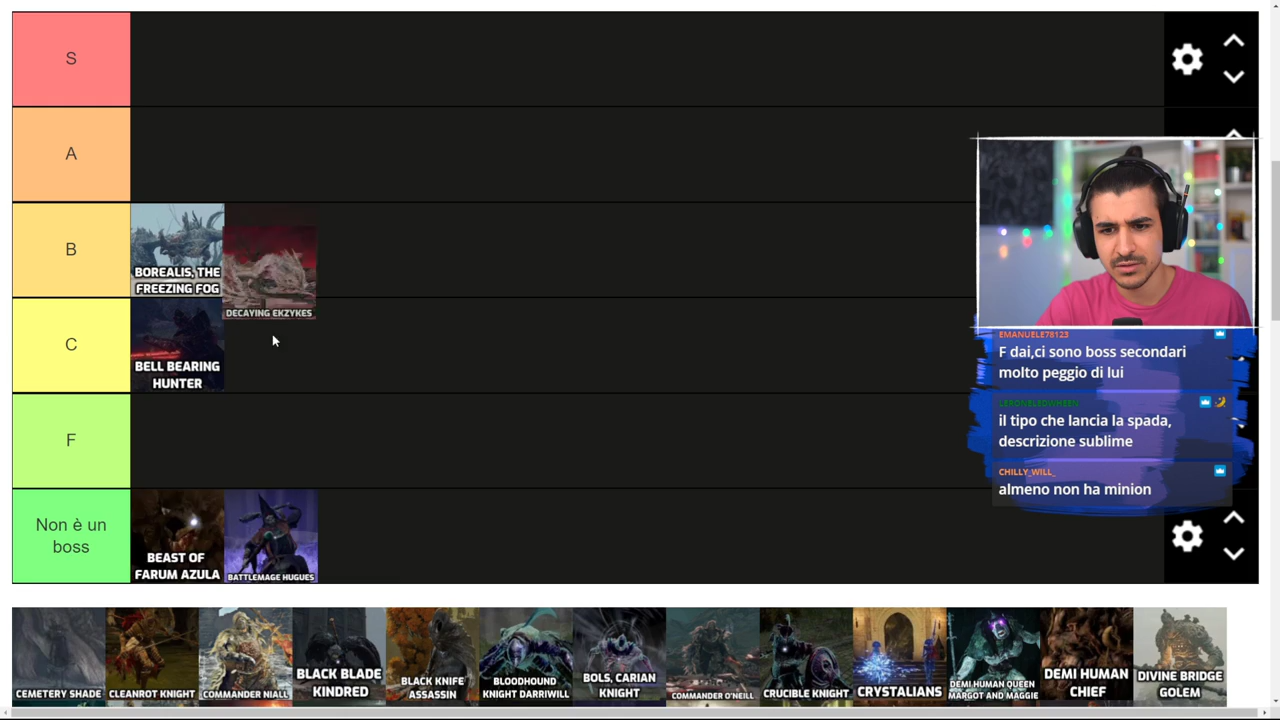 S
A
B
BOREALIS, THE
FREEZING FOG
DECAYING EKZYKES
C
BELL BEARING
HUNTER
F
Non è un
boss
BEAST OF
FARUM AZULA
BATTLEMAGE HUGUES
EMANUELE78123
F dai,ci sono boss secondari
molto peggio di lui
il tipo che lancia la spada,
descrizione sublime
CHILLY_WILL_
almeno non ha minion
CEMETERY SHADE
CLEANROT KNIGHT
COMMANDER NIALL
BLACK BLADE
KINDRED
BLACK KNIFE
ASSASSIN
BLOODHOUND
KNIGHT DARRIWILL
BOLS, CARIAN
KNIGHT
COMMANDER O'NEILL
CRUCIBLE KNIGHT
CRYSTALIANS
DEMI HUMAN QUEEN
MARGOT AND MAGGIE
DEMI HUMAN
CHIEF
DIVINE BRIDGE
GOLEM